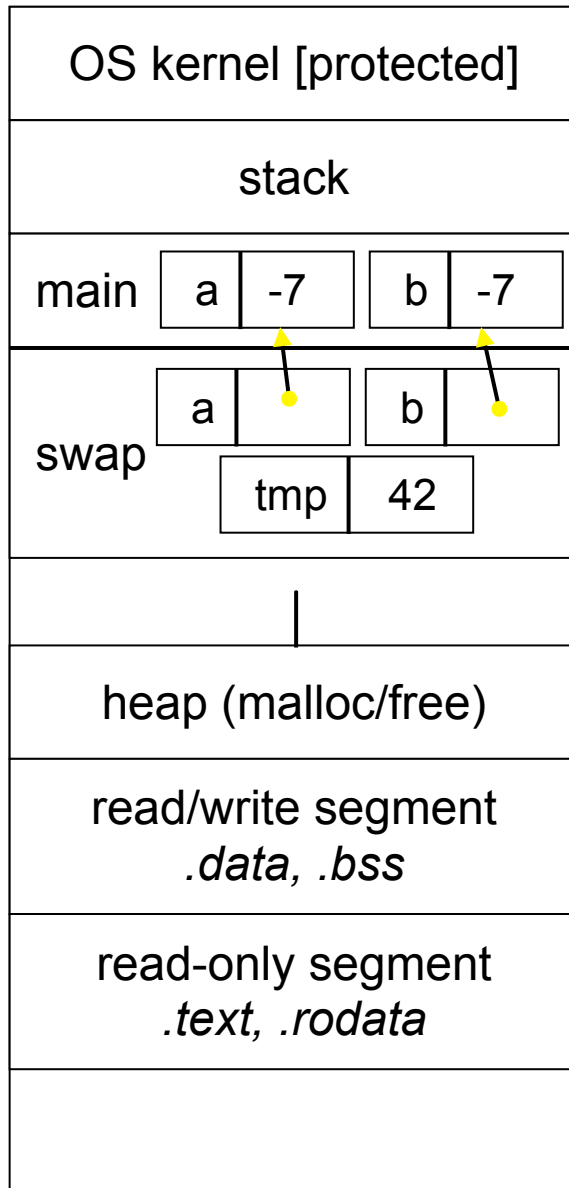 OS kernel [protected]
stack
main a -7 b -7
swap a b
tmp 42
heap (malloc/free)
read/write segment
.data, .bss
read-only segment
.text, .rodata